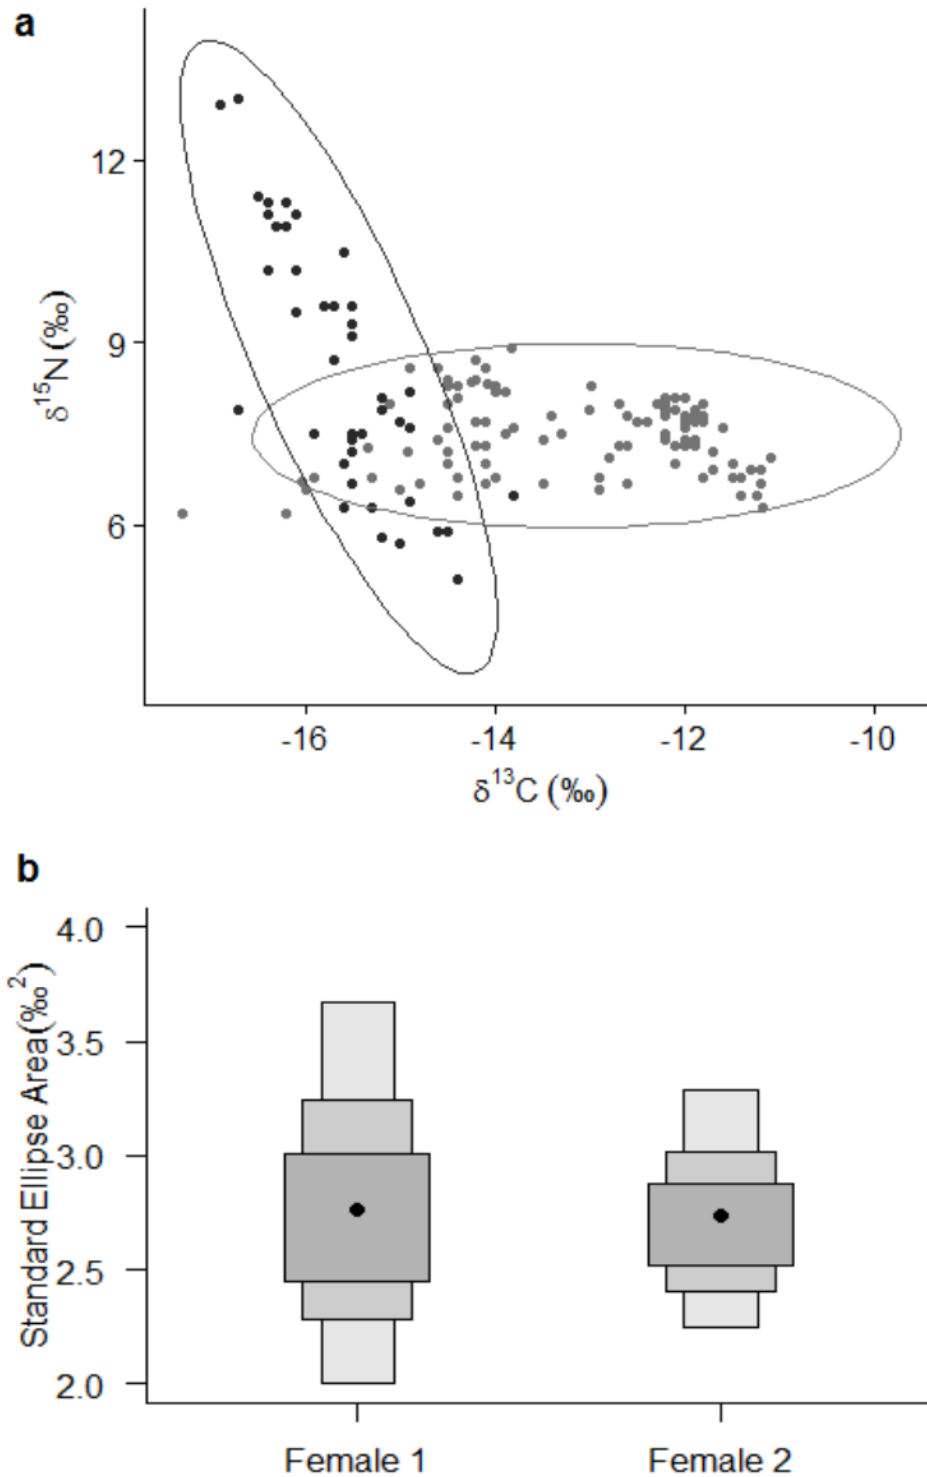 a
12
9
6
δ15N (‰)
-16
-14
-12
-10
δ13C (‰)
b
4.0
3.5
3.0
2.5
2.0
Standard Ellipse Area(‰2)
Female 1
Female 2